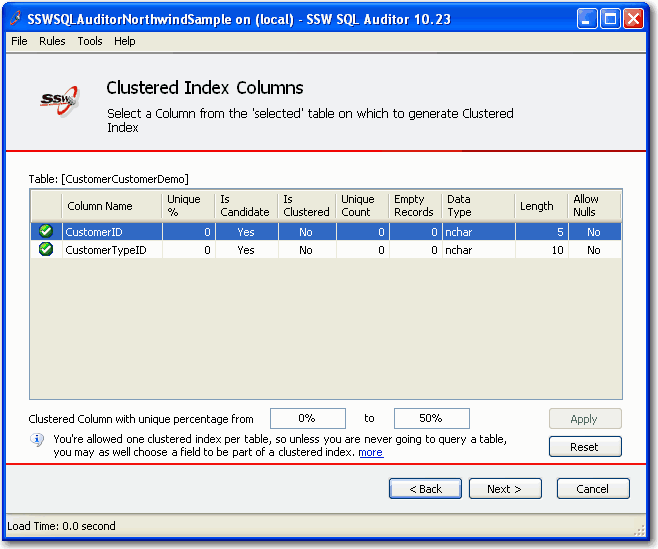 SSWSQLAuditorNorthwindSample on (local) - SSW SQL Auditor 10.23
File Rules Tools Help
SSW
Clustered Index Columns
Select a Column from the 'selected' table on which to generate Clustered
Index
Table: [CustomerCustomerDemo]
Column Name Unique % Is Candidate Is Clustered Unique Count Empty Records Data Type Length Allow Nulls
CustomerID 0 Yes No 0 0 nchar 5 No
CustomerTypeID 0 Yes No 0 0 nchar 10 No
Clustered Column with unique percentage from 0% to 50% Apply
You're allowed one clustered index per table, so unless you are never going to query a table,
you may as well choose a field to be part of a clustered index. more
Reset
< Back Next > Cancel
Load Time: 0.0 second